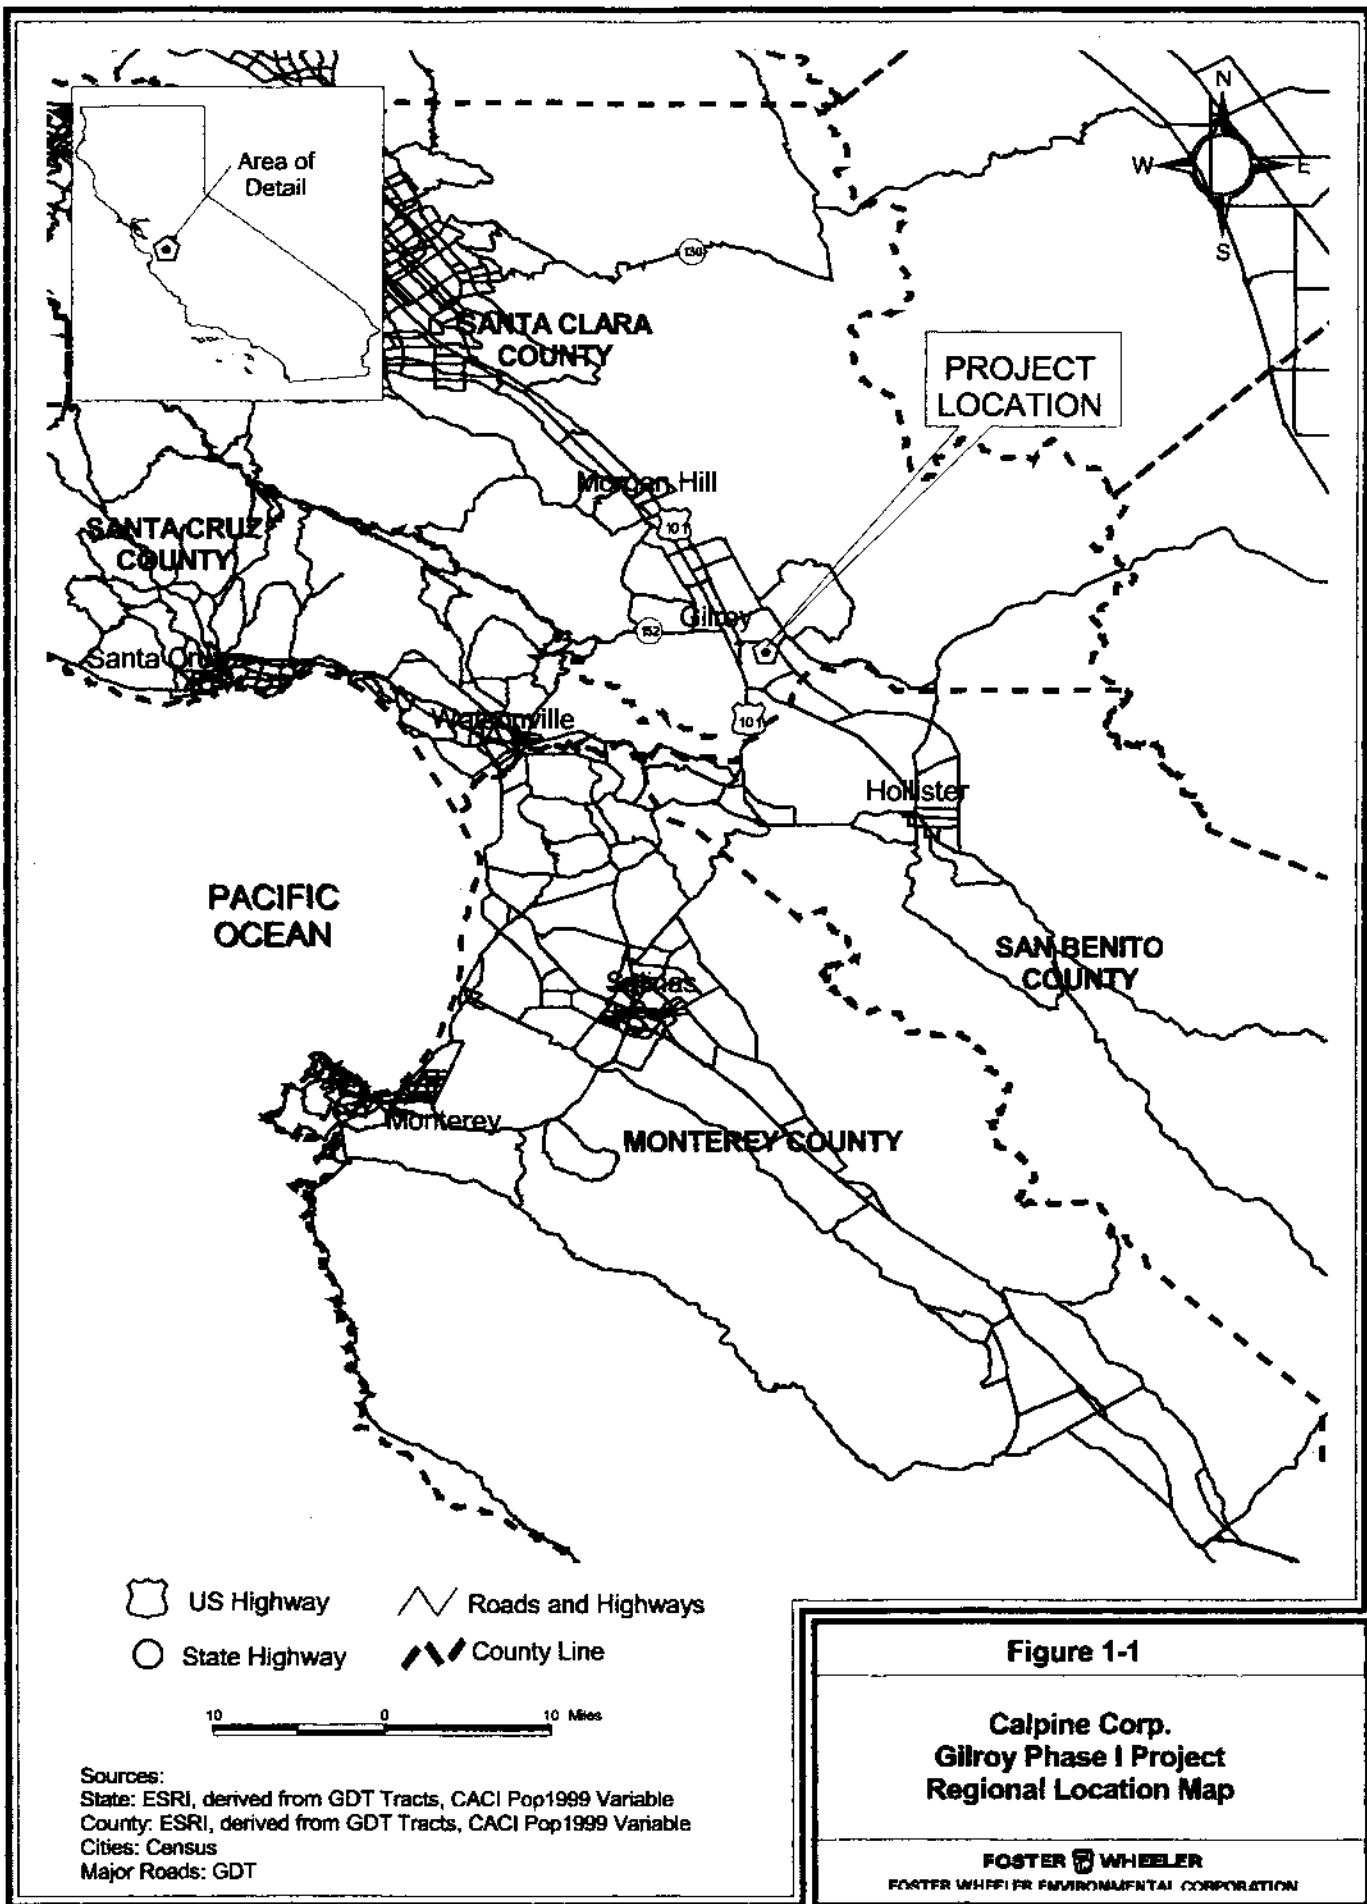 N
W
E
S
Area of
Detail
130
SANTA CLARA
COUNTY
PROJECT
LOCATION
Morgan Hill
101
SANTA CRUZ
COUNTY
Gilroy
152
Santa Cruz
101
Watsonville
Hollister
PACIFIC
OCEAN
SAN BENITO
COUNTY
Salinas
Monterey
MONTEREY COUNTY
US Highway
Roads and Highways
State Highway
County Line
10 0 10 Miles
Sources:
State: ESRI, derived from GDT Tracts, CACI Pop1999 Variable
County: ESRI, derived from GDT Tracts, CACI Pop1999 Variable
Cities: Census
Major Roads: GDT
Figure 1-1
Calpine Corp.
Gilroy Phase I Project
Regional Location Map
FOSTER WHEELER
FOSTER WHEELER ENVIRONMENTAL CORPORATION